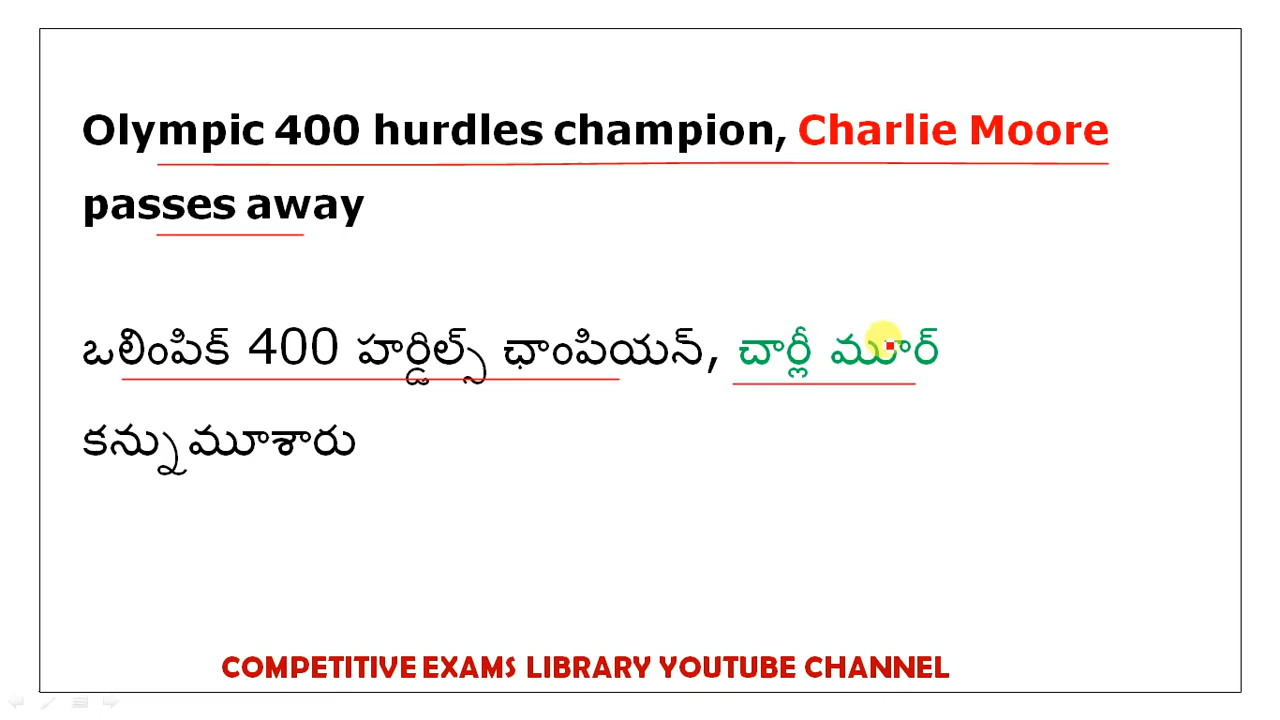 Olympic 400 hurdles champion, Charlie Moore
passes away
ఒలింపిక్ 400 హర్డిల్స్ ఛాంపియన్, చార్లీ మూర్
కన్నుమూశారు
COMPETITIVE EXAMS LIBRARY YOUTUBE CHANNEL